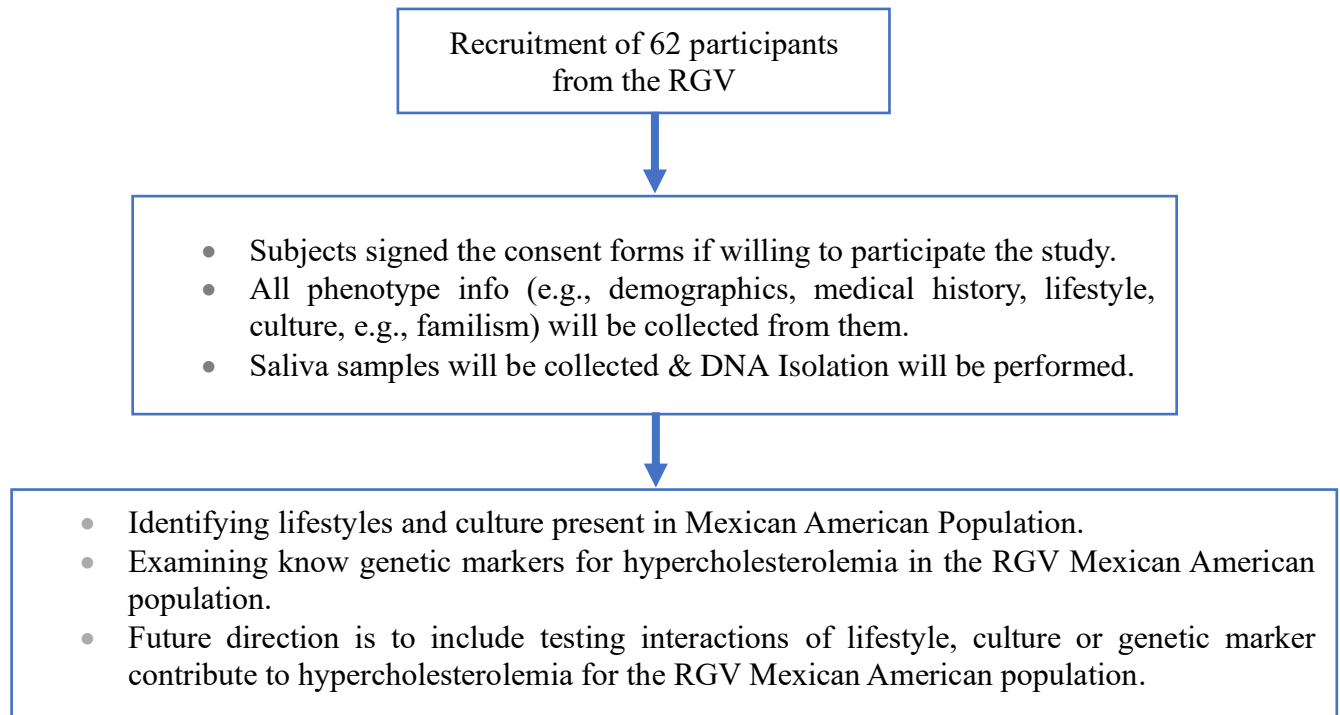 Recruitment of 62 participants
from the RGV
• Subjects signed the consent forms if willing to participate the study.
• All phenotype info (e.g., demographics, medical history, lifestyle,
culture, e.g., familism) will be collected from them.
• Saliva samples will be collected & DNA Isolation will be performed.
• Identifying lifestyles and culture present in Mexican American Population.
• Examining know genetic markers for hypercholesterolemia in the RGV Mexican American
population.
• Future direction is to include testing interactions of lifestyle, culture or genetic marker
contribute to hypercholesterolemia for the RGV Mexican American population.